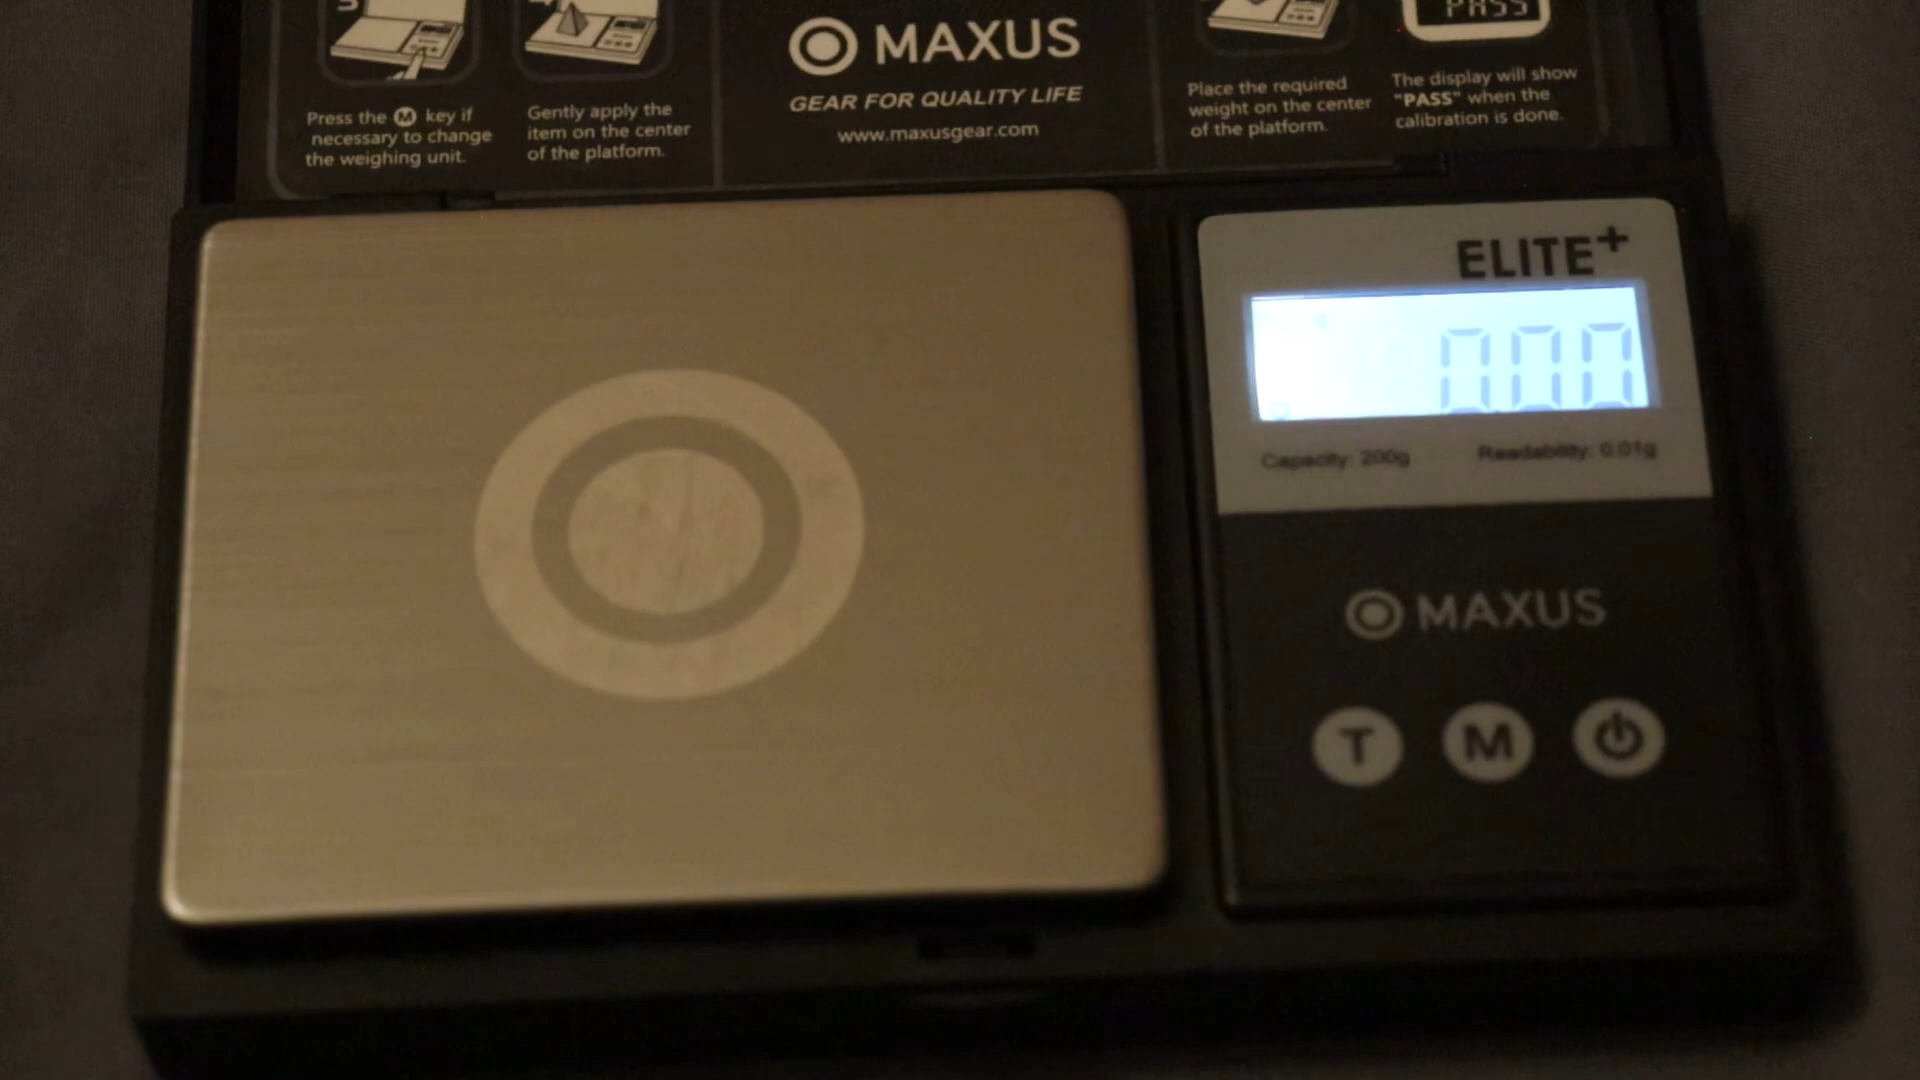 Press the M key if
necessary to change
the weighing unit.
Gently apply the
item on the center
of the platform.
MAXUS
GEAR FOR QUALITY LIFE
www.maxusgear.com
Place the required
weight on the center
of the platform.
PASS
The display will show
"PASS" when the
calibration is done.
ELITE+
0.00
Capacity: 200g
Readability: 0.01g
MAXUS
T M